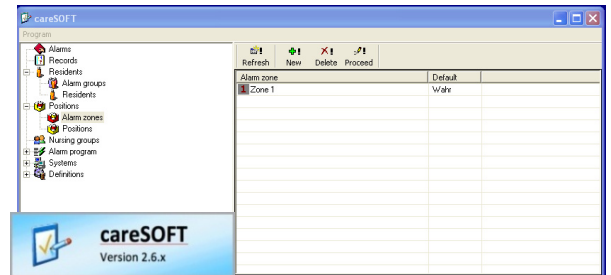 careSOFT
Program
Alarms
Records
Residents
Alarm groups
Residents
Positions
Alarm zones
Positions
Nursing groups
Alarm program
Systems
Definitions
Refresh New Delete Proceed
Alarm zone Default
1 Zone 1 Wahr
careSOFT
Version 2.6.x